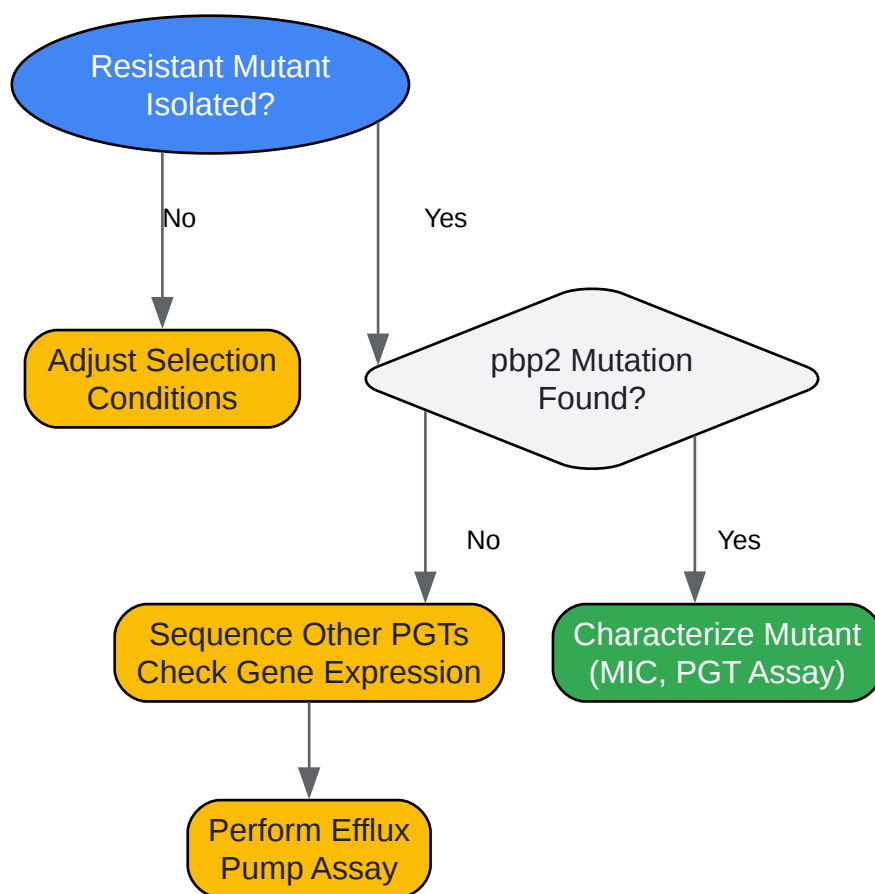 Resistant Mutant
Isolated?
No
Yes
Adjust Selection
Conditions
pbp2 Mutation
Found?
No
Yes
Sequence Other PGTs
Check Gene Expression
Characterize Mutant
(MIC, PGT Assay)
Perform Efflux
Pump Assay